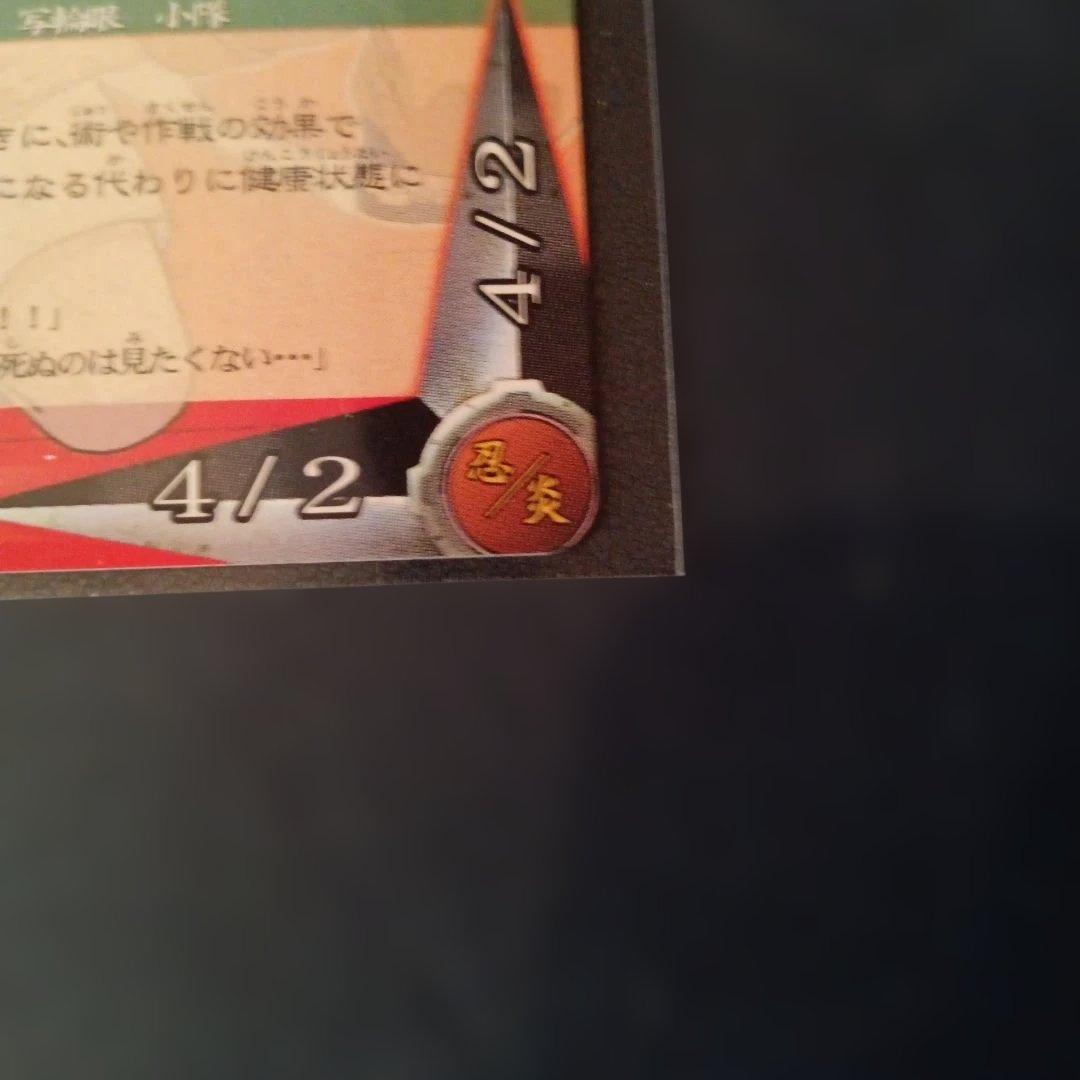 写輪眼 小隊
きに、術や作戦の効果で
になる代わりに健康状態に
！！」
死ぬのは見たくない…」
4/2
4/2
忍/炎